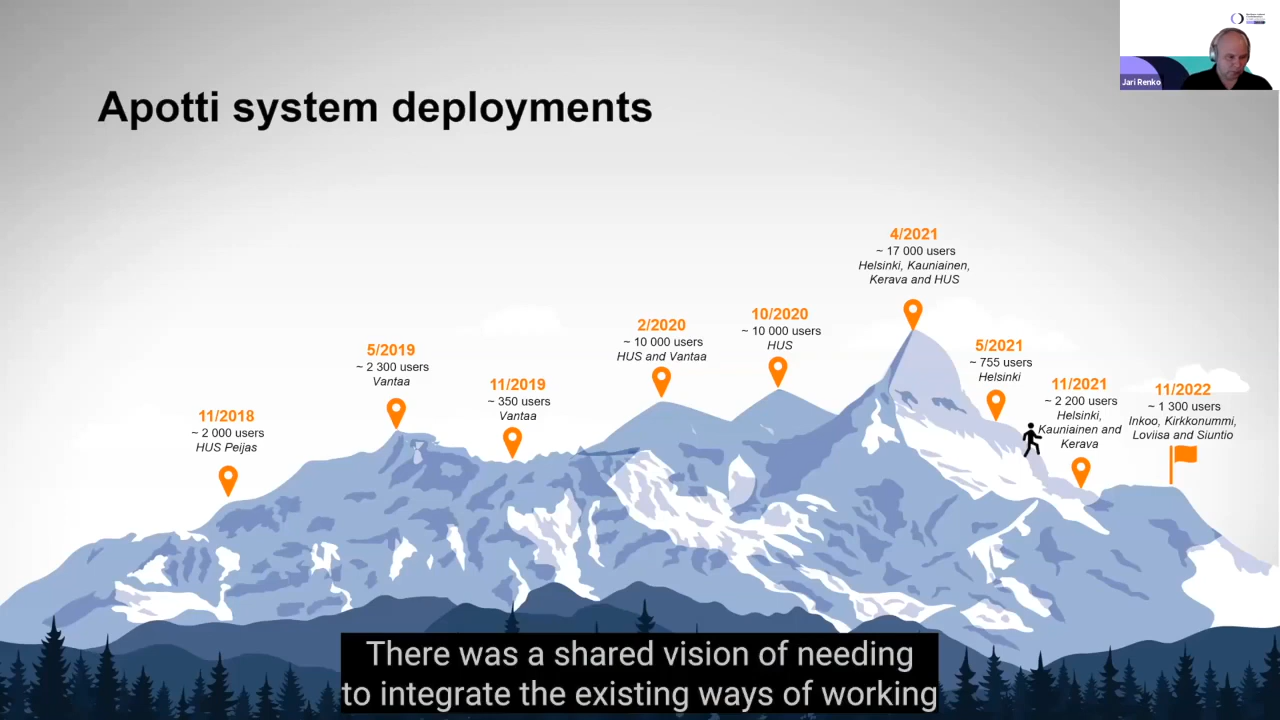 Jari Renko
Apotti system deployments
11/2018
~ 2 000 users
HUS Peijas
5/2019
~ 2 300 users
Vantaa
11/2019
~ 350 users
Vantaa
2/2020
~ 10 000 users
HUS and Vantaa
10/2020
~ 10 000 users
HUS
4/2021
~ 17 000 users
Helsinki, Kauniainen,
Kerava and HUS
5/2021
~ 755 users
Helsinki
11/2021
~ 2 200 users
Helsinki,
Kauniainen and
Kerava
11/2022
~ 1 300 users
Inkoo, Kirkkonummi,
Loviisa and Siuntio
There was a shared vision of needing
to integrate the existing ways of working